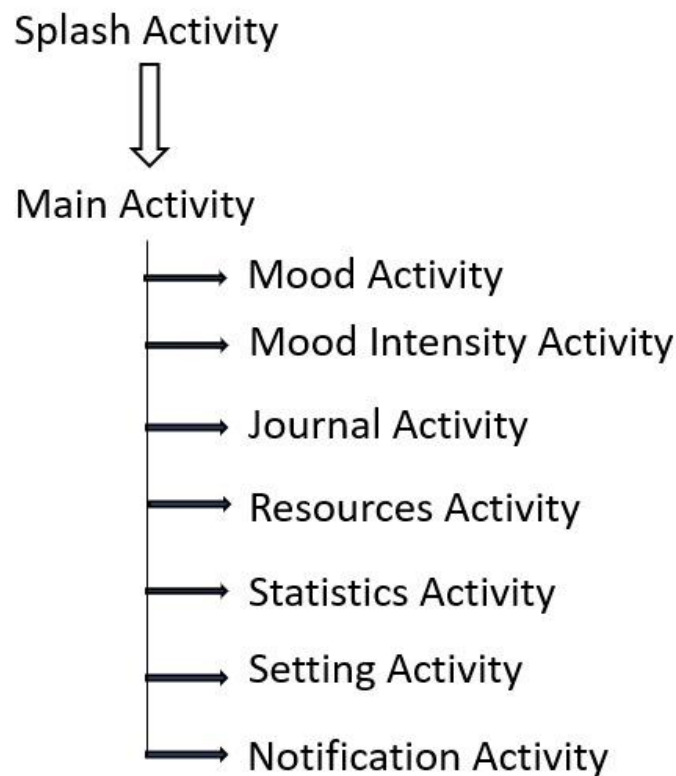 Splash Activity
Main Activity
Mood Activity
Mood Intensity Activity
Journal Activity
Resources Activity
Statistics Activity
Setting Activity
Notification Activity